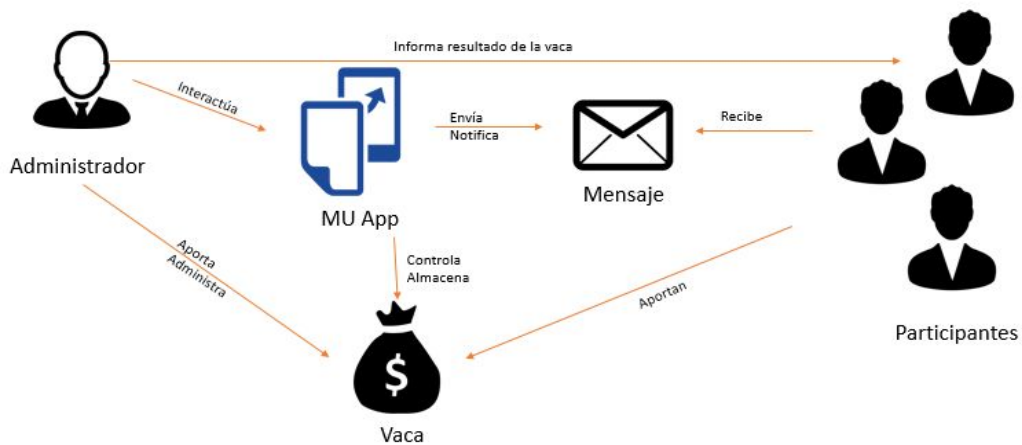 Informa resultado de la vaca
Interactúa
Envía
Notifica
Recibe
Administrador
MU App
Mensaje
Aporta
Administra
Controla
Almacena
Aportan
Participantes
$
Vaca